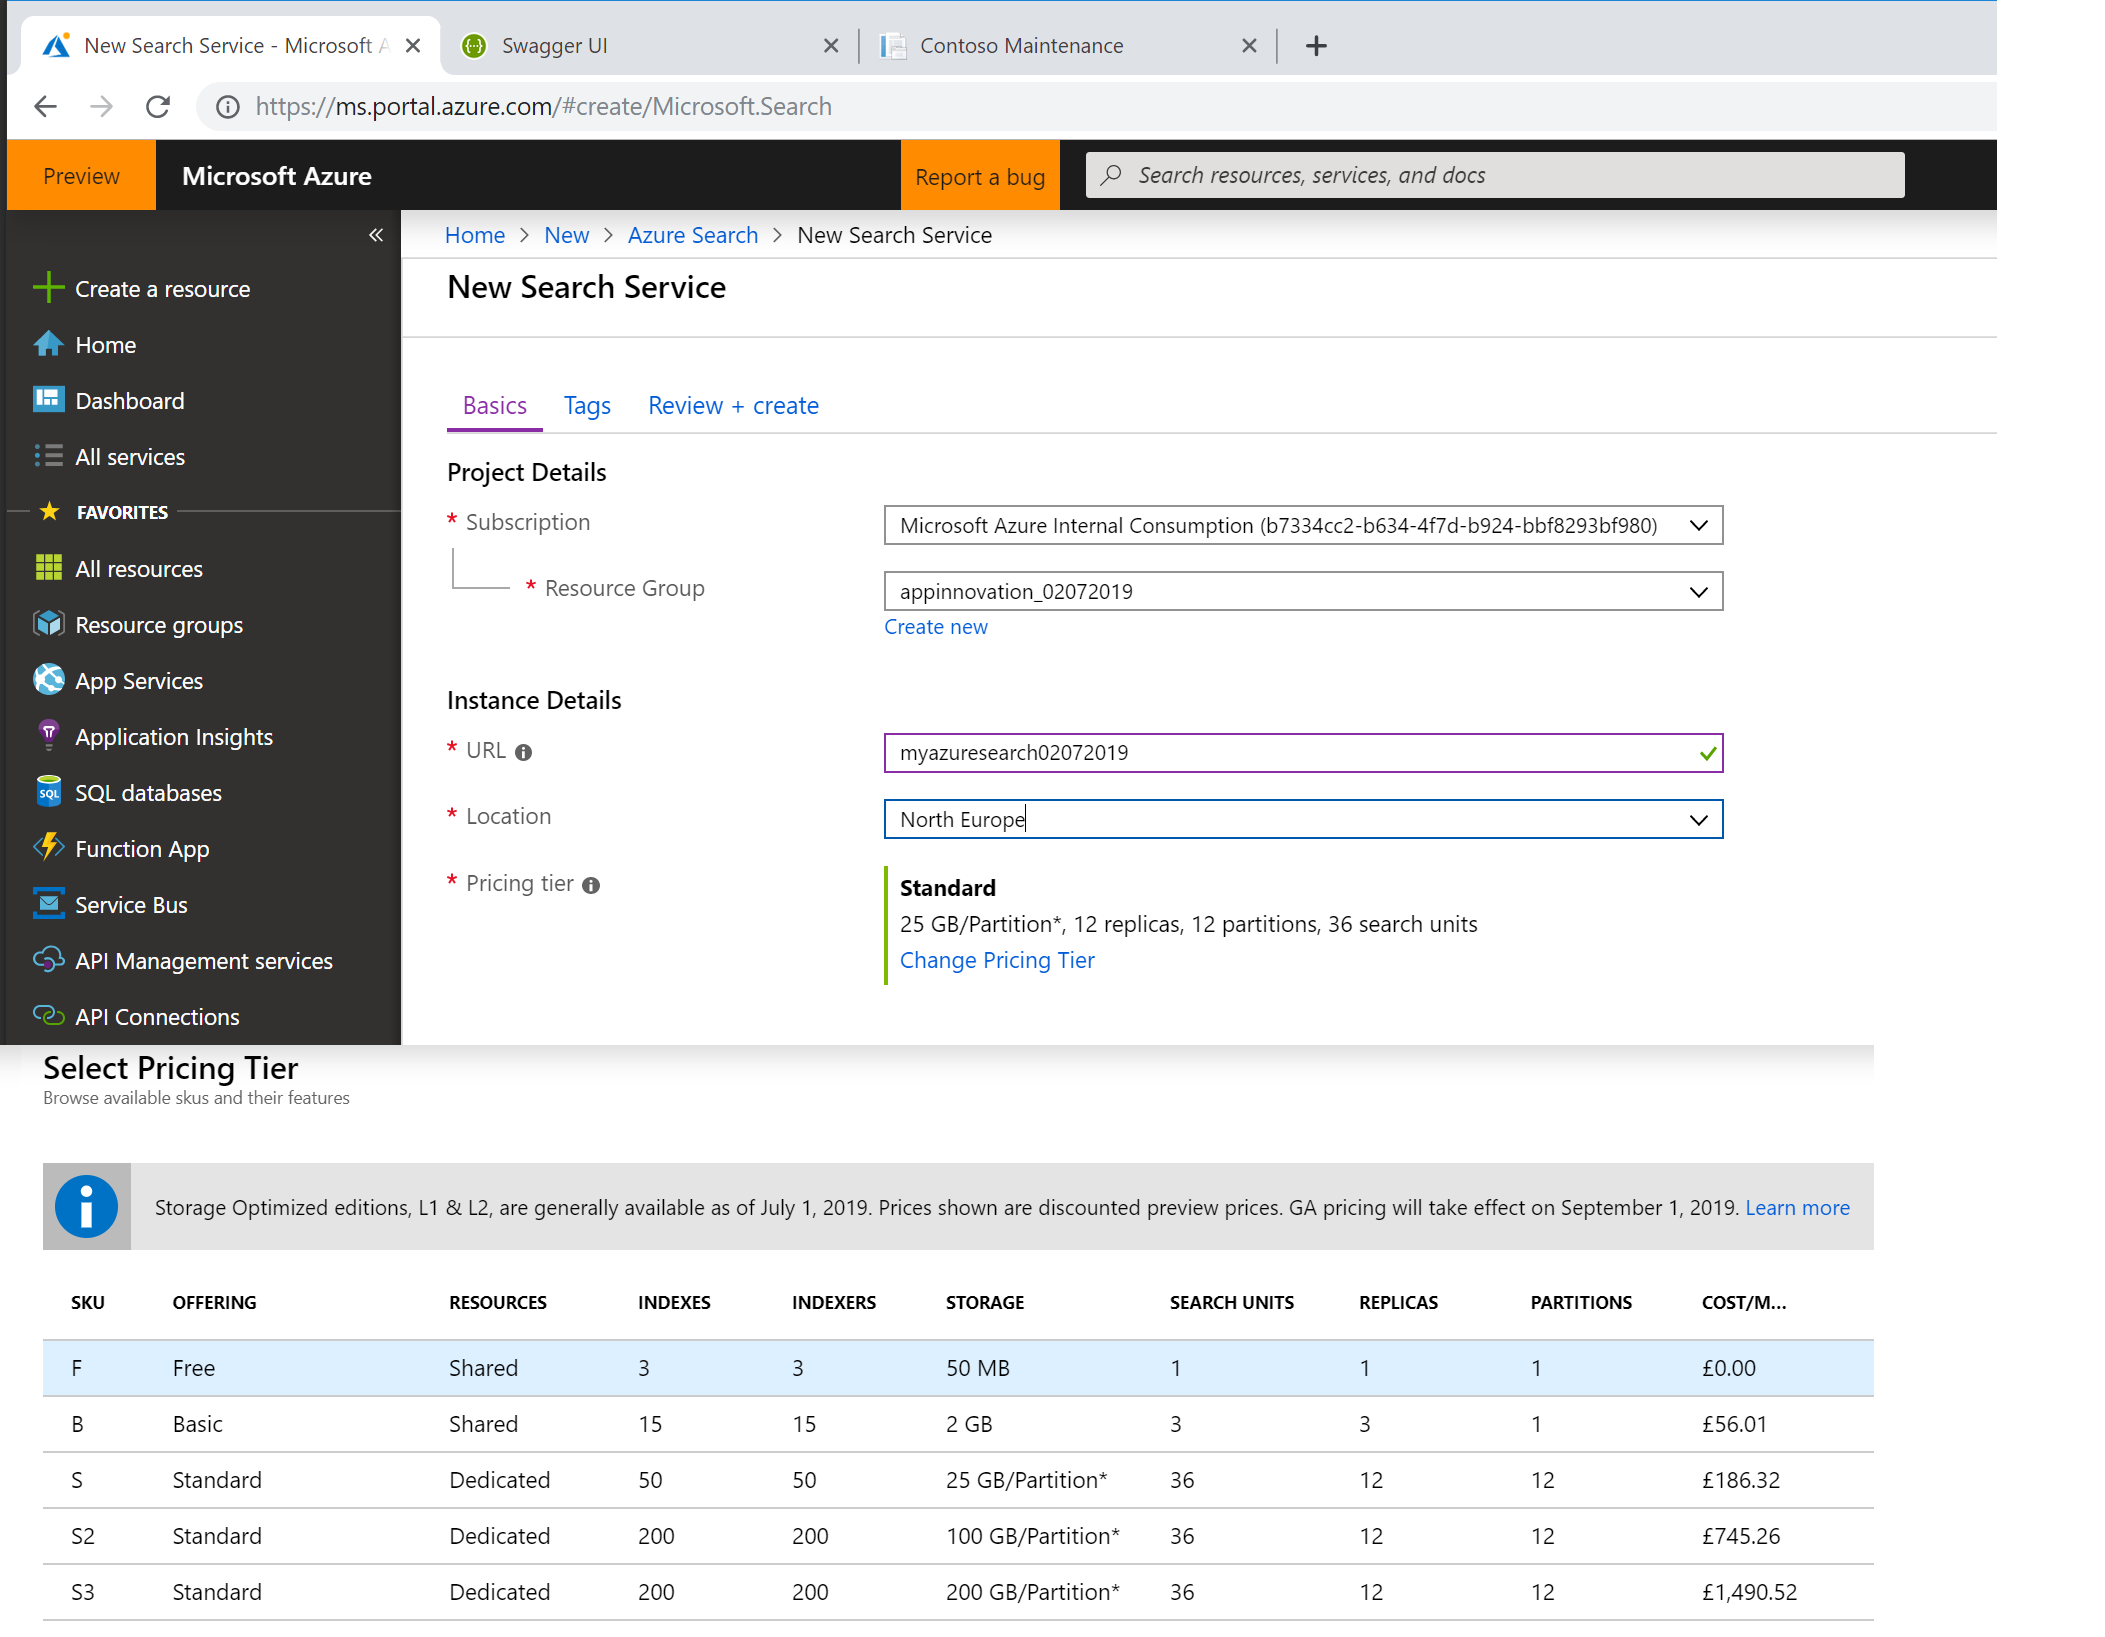 New Search Service - Microsoft A
Swagger UI
Contoso Maintenance
https://ms.portal.azure.com/#create/Microsoft.Search
Preview
Microsoft Azure
Report a bug
Search resources, services, and docs
Home > New > Azure Search > New Search Service
New Search Service
Create a resource
Home
Dashboard
All services
FAVORITES
All resources
Resource groups
App Services
Application Insights
SQL databases
Function App
Service Bus
API Management services
API Connections
Basics Tags Review + create
Project Details
* Subscription Microsoft Azure Internal Consumption (b7334cc2-b634-4f7d-b924-bbf8293bf980)
* Resource Group appinnovation_02072019
Create new
Instance Details
* URL myazuresearch02072019
* Location North Europe
* Pricing tier
Standard
25 GB/Partition*, 12 replicas, 12 partitions, 36 search units
Change Pricing Tier
Select Pricing Tier
Browse available skus and their features
Storage Optimized editions, L1 & L2, are generally available as of July 1, 2019. Prices shown are discounted preview prices. GA pricing will take effect on September 1, 2019. Learn more
SKU OFFERING RESOURCES INDEXES INDEXERS STORAGE SEARCH UNITS REPLICAS PARTITIONS COST/M...
F Free Shared 3 3 50 MB 1 1 1 £0.00
B Basic Shared 15 15 2 GB 3 3 1 £56.01
S Standard Dedicated 50 50 25 GB/Partition* 36 12 12 £186.32
S2 Standard Dedicated 200 200 100 GB/Partition* 36 12 12 £745.26
S3 Standard Dedicated 200 200 200 GB/Partition* 36 12 12 £1,490.52